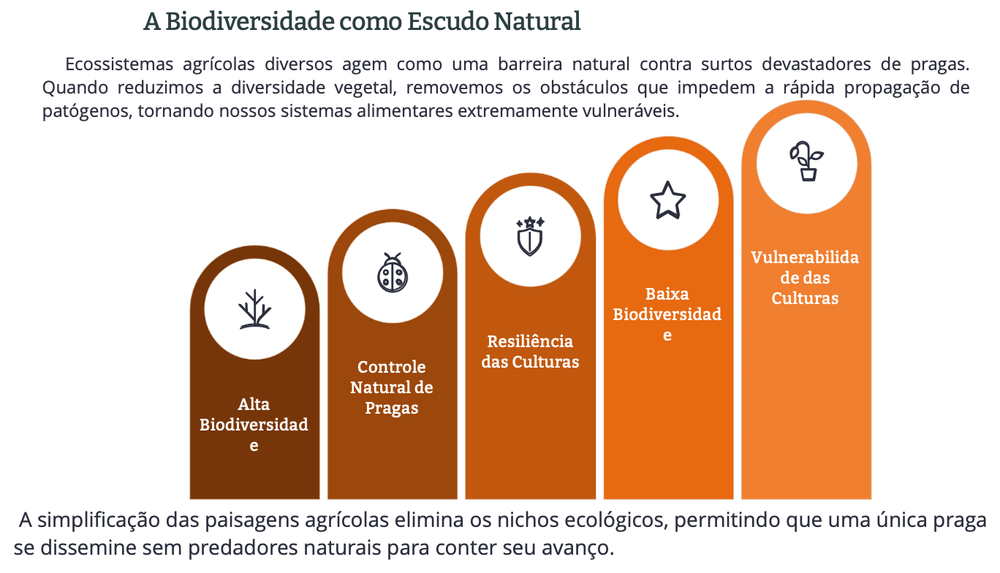 A Biodiversidade como Escudo Natural
Ecossistemas agrícolas diversos agem como uma barreira natural contra surtos devastadores de pragas.
Quando reduzimos a diversidade vegetal, removemos os obstáculos que impedem a rápida propagação de
patógenos, tornando nossos sistemas alimentares extremamente vulneráveis.
Alta
Biodiversidad
e
Controle
Natural de
Pragas
Resiliência
das Culturas
Baixa
Biodiversidad
e
Vulnerabilida
de das
Culturas
A simplificação das paisagens agrícolas elimina os nichos ecológicos, permitindo que uma única praga
se dissemine sem predadores naturais para conter seu avanço.